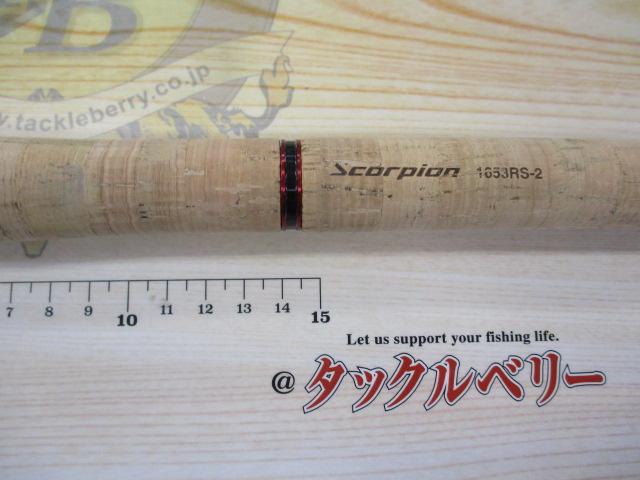 B
www.tackleberry.co.jp
Scorpion 1653RS-2
7 8 9 10 11 12 13 14 15
Let us support your fishing life.
@タックルベリー